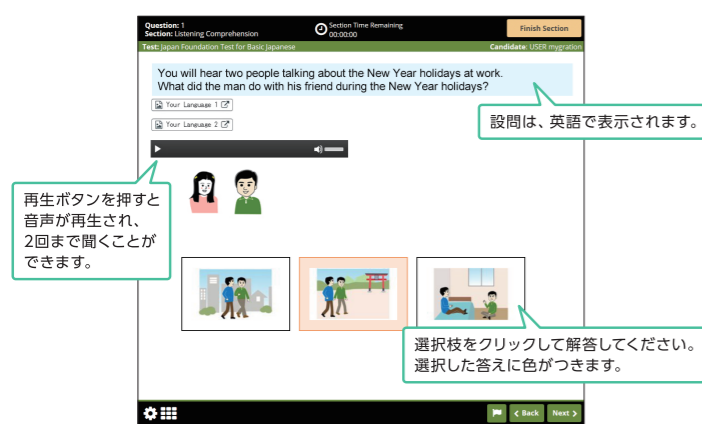 Question: 1
Section: Listening Comprehension
Section Time Remaining
00:00:00
Finish Section
Test: Japan Foundation Test for Basic Japanese
Candidate: USER mygration
You will hear two people talking about the New Year holidays at work.
What did the man do with his friend during the New Year holidays?
Your Language 1
Your Language 2
設問は、英語で表示されます。
再生ボタンを押すと
音声が再生され、
2回まで聞くことが
できます。
選択枝をクリックして解答してください。
選択した答えに色がつきます。
Back
Next